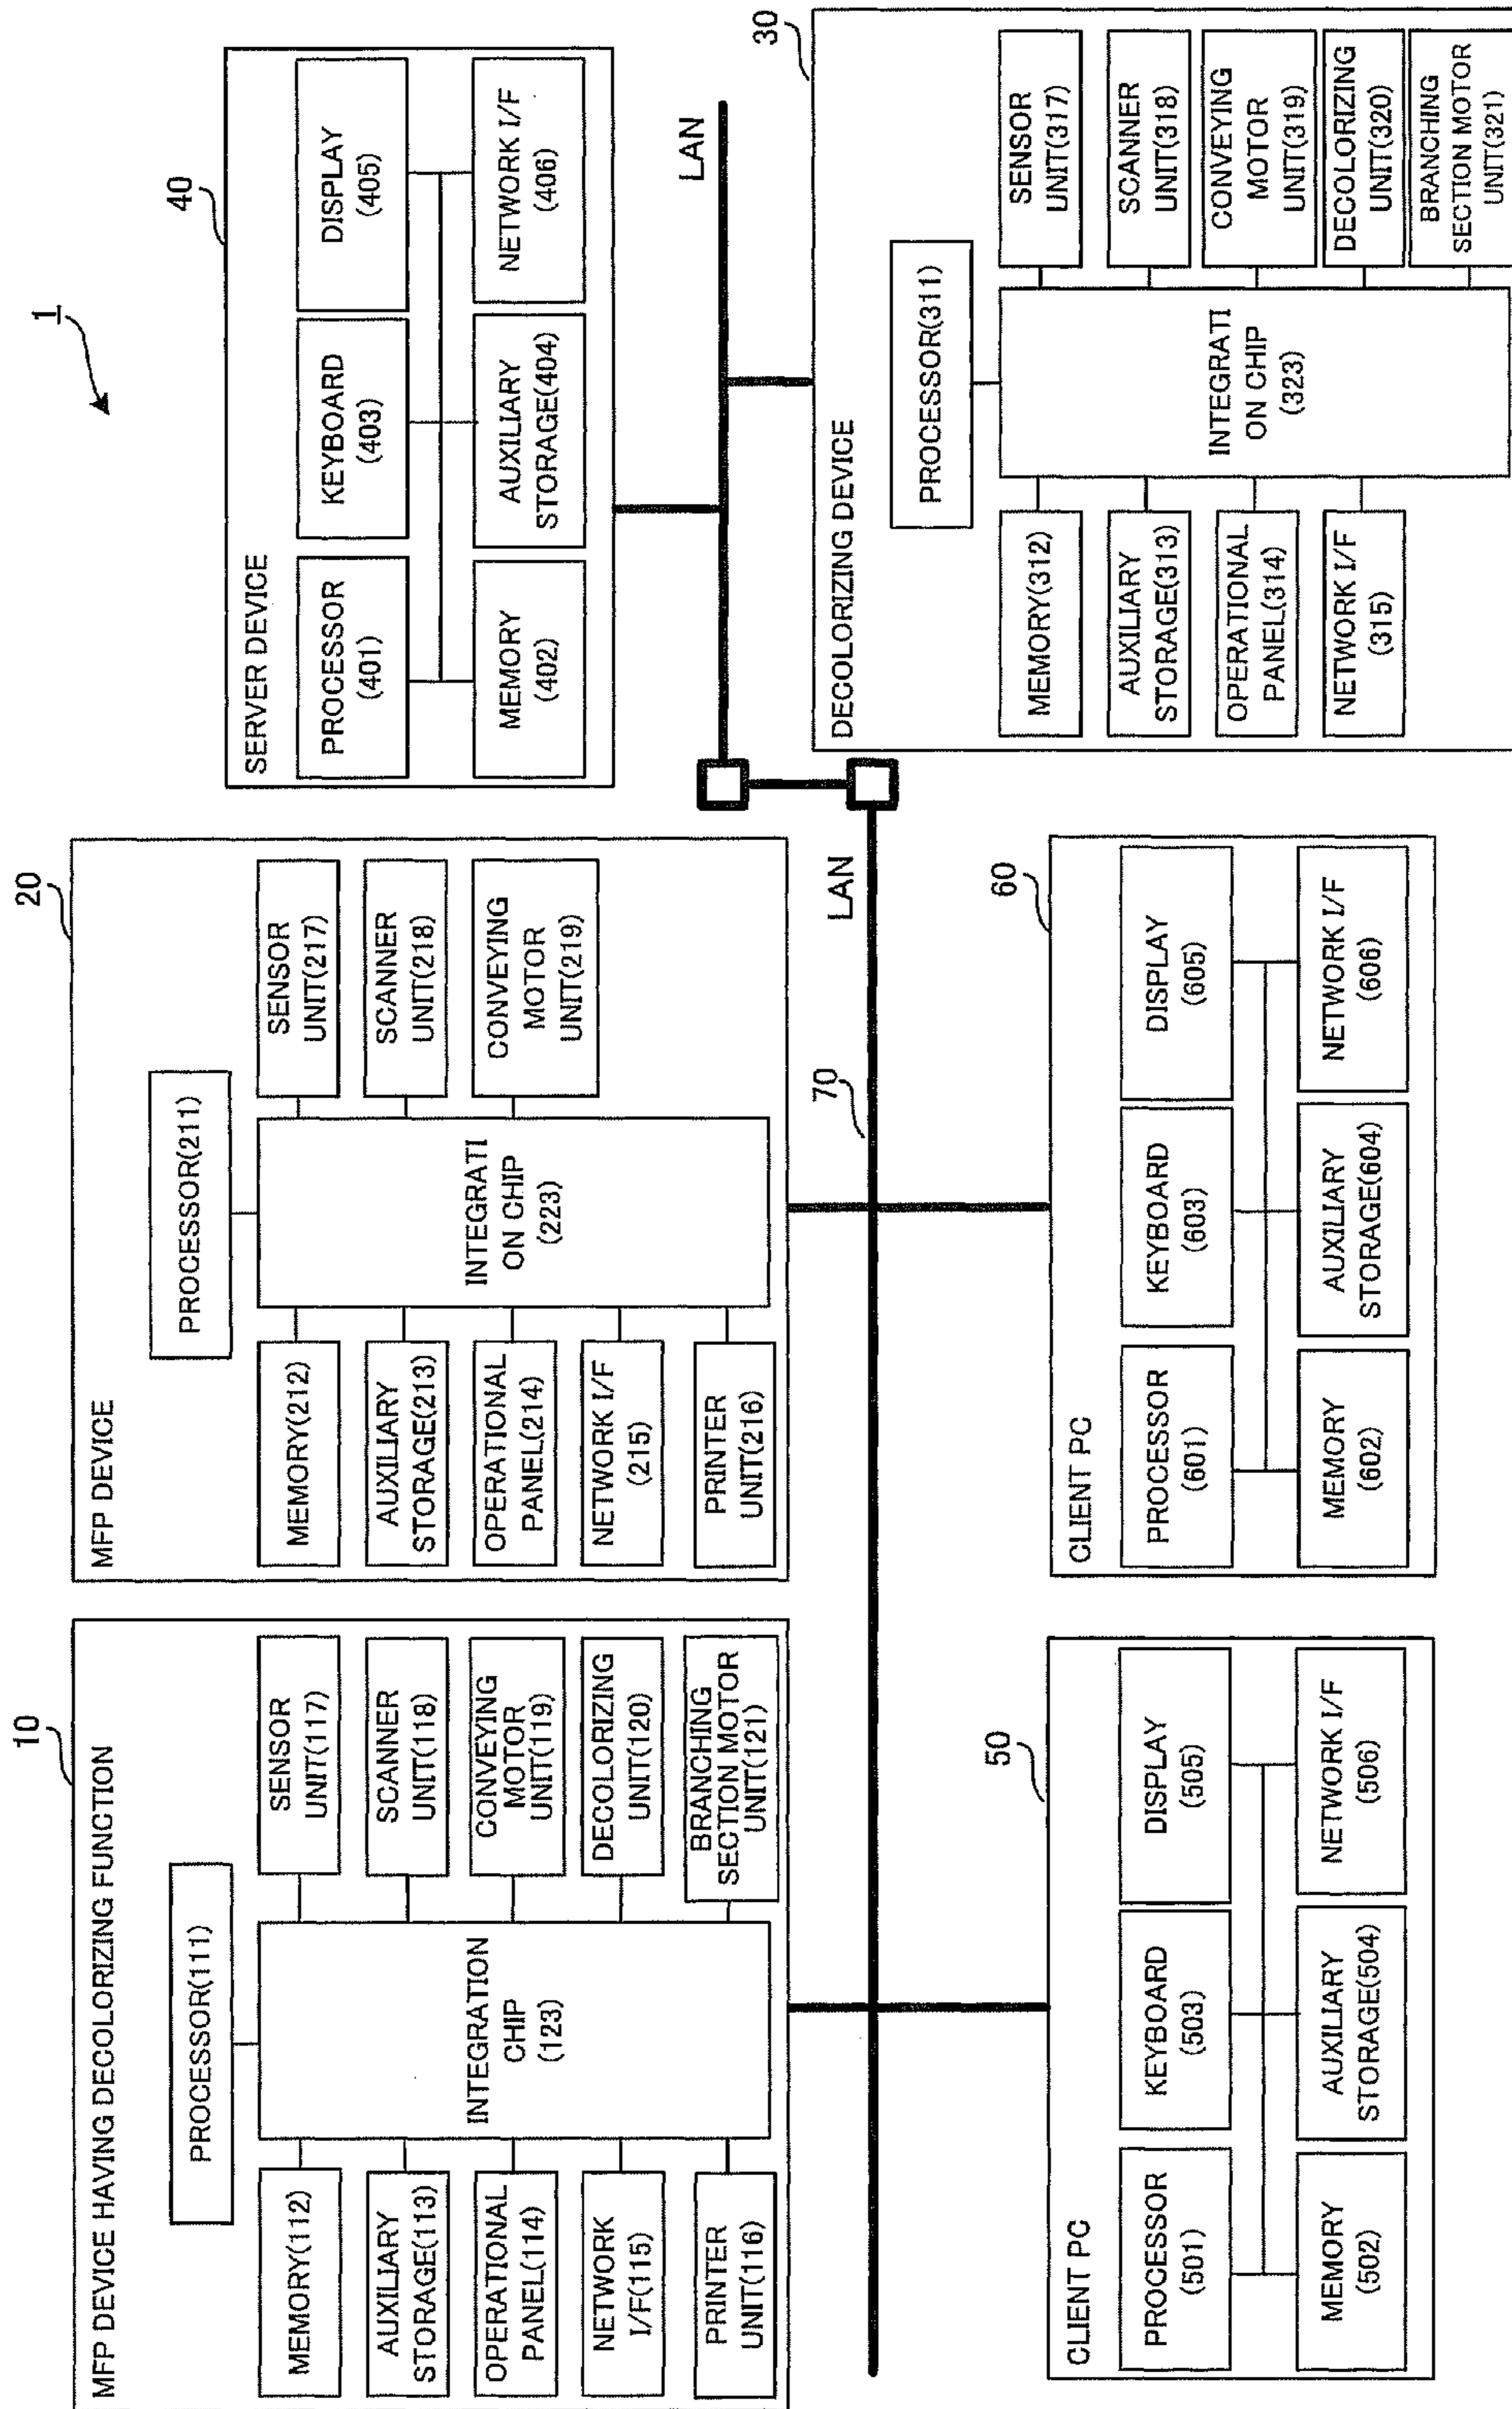 1
10
MFP DEVICE HAVING DECOLORIZING FUNCTION
PROCESSOR(111)
MEMORY(112)
AUXILIARY
STORAGE(113)
OPERATIONAL
PANEL(114)
NETWORK
I/F(115)
PRINTER
UNIT(116)
INTEGRATION
CHIP
(123)
SENSOR
UNIT(117)
SCANNER
UNIT(118)
CONVEYING
MOTOR
UNIT(119)
DECOLORIZING
UNIT(120)
BRANCHING
SECTION MOTOR
UNIT(121)
20
MFP DEVICE
PROCESSOR(211)
MEMORY(212)
AUXILIARY
STORAGE(213)
OPERATIONAL
PANEL(214)
NETWORK I/F
(215)
PRINTER
UNIT(216)
INTEGRATI
ON CHIP
(223)
SENSOR
UNIT(217)
SCANNER
UNIT(218)
CONVEYING
MOTOR
UNIT(219)
40
SERVER DEVICE
PROCESSOR
(401)
KEYBOARD
(403)
DISPLAY
(405)
MEMORY
(402)
AUXILIARY
STORAGE(404)
NETWORK I/F
(406)
LAN
LAN
70
50
CLIENT PC
PROCESSOR
(501)
KEYBOARD
(503)
DISPLAY
(505)
MEMORY
(502)
AUXILIARY
STORAGE(504)
NETWORK I/F
(506)
60
CLIENT PC
PROCESSOR
(601)
KEYBOARD
(603)
DISPLAY
(605)
MEMORY
(602)
AUXILIARY
STORAGE(604)
NETWORK I/F
(606)
30
DECOLORIZING DEVICE
PROCESSOR(311)
MEMORY(312)
AUXILIARY
STORAGE(313)
OPERATIONAL
PANEL(314)
NETWORK I/F
(315)
INTEGRATI
ON CHIP
(323)
SENSOR
UNIT(317)
SCANNER
UNIT(318)
CONVEYING
MOTOR
UNIT(319)
DECOLORIZING
UNIT(320)
BRANCHING
SECTION MOTOR
UNIT(321)